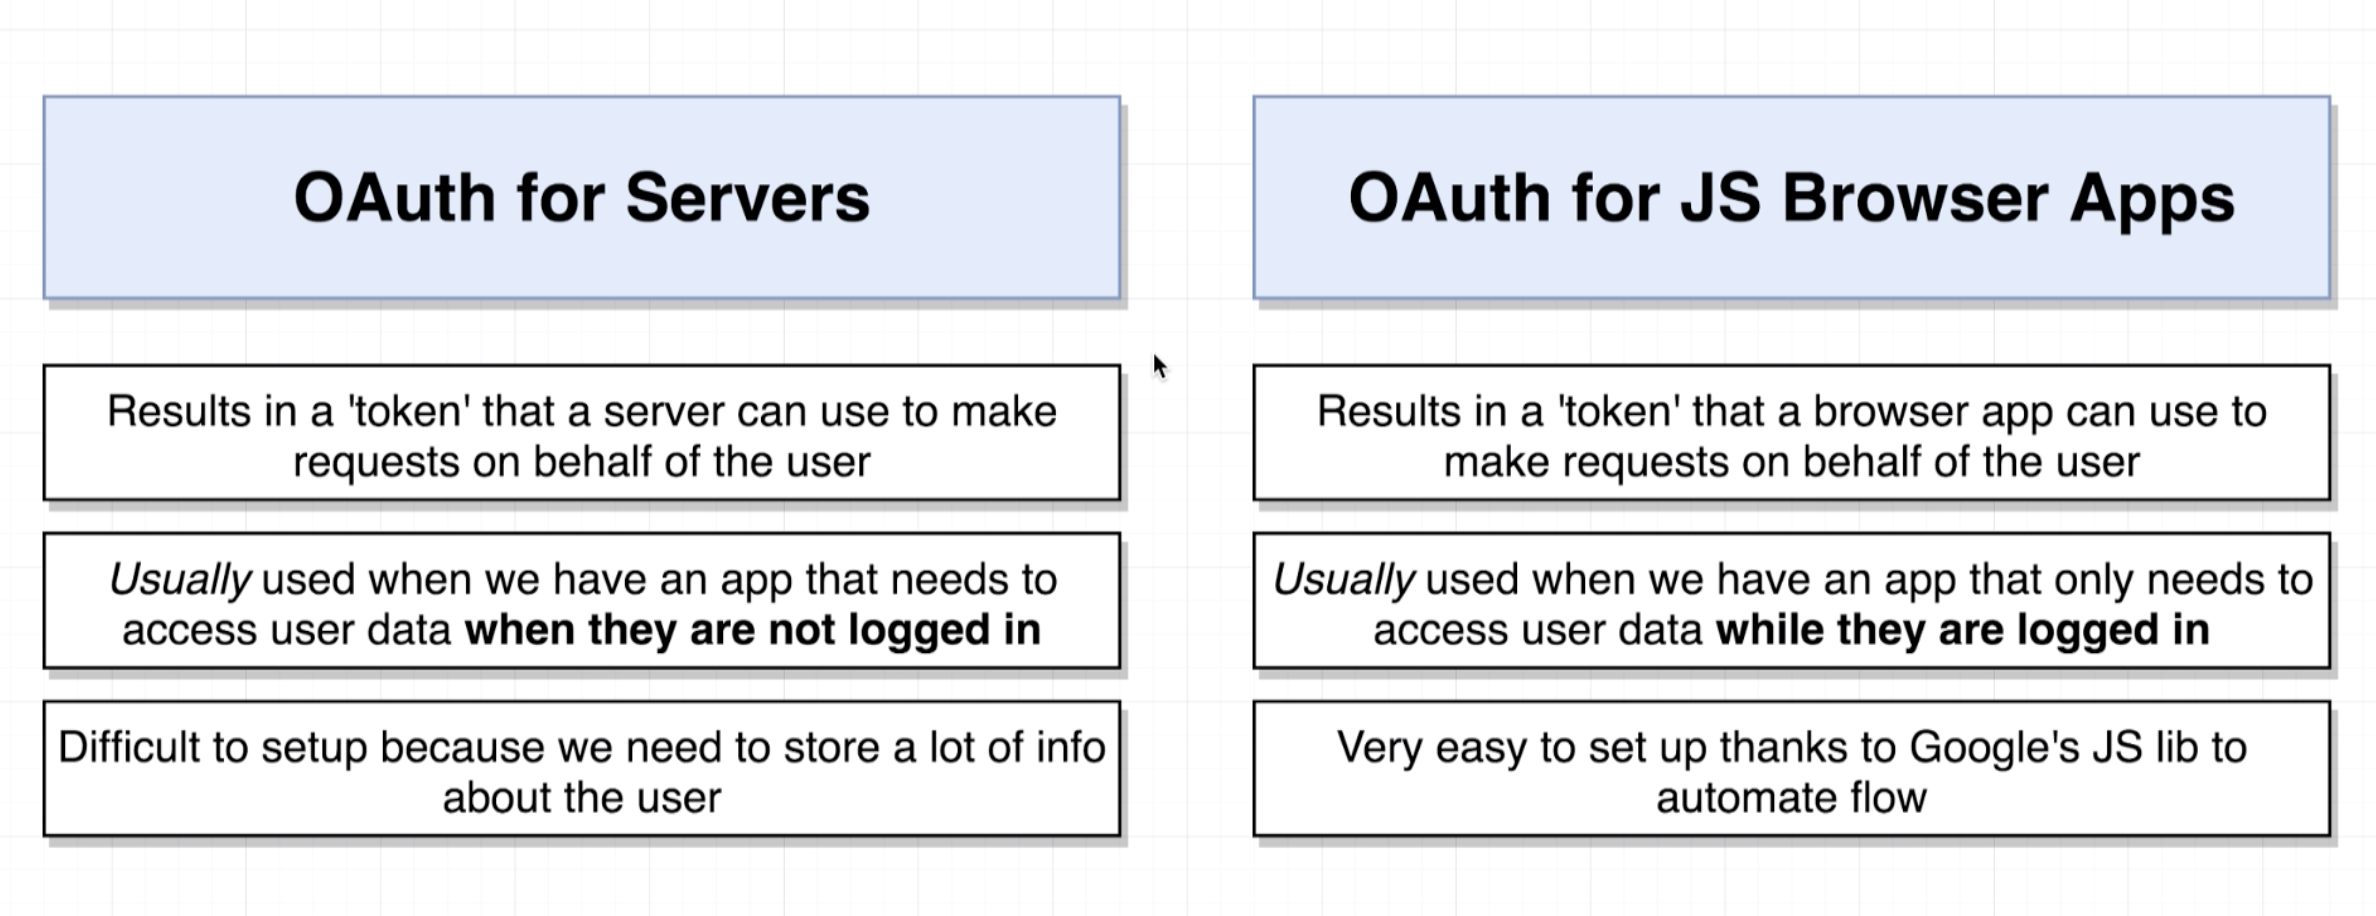 OAuth for Servers
Results in a 'token' that a server can use to make
requests on behalf of the user
Usually used when we have an app that needs to
access user data when they are not logged in
Difficult to setup because we need to store a lot of info
about the user
OAuth for JS Browser Apps
Results in a 'token' that a browser app can use to
make requests on behalf of the user
Usually used when we have an app that only needs to
access user data while they are logged in
Very easy to set up thanks to Google's JS lib to
automate flow